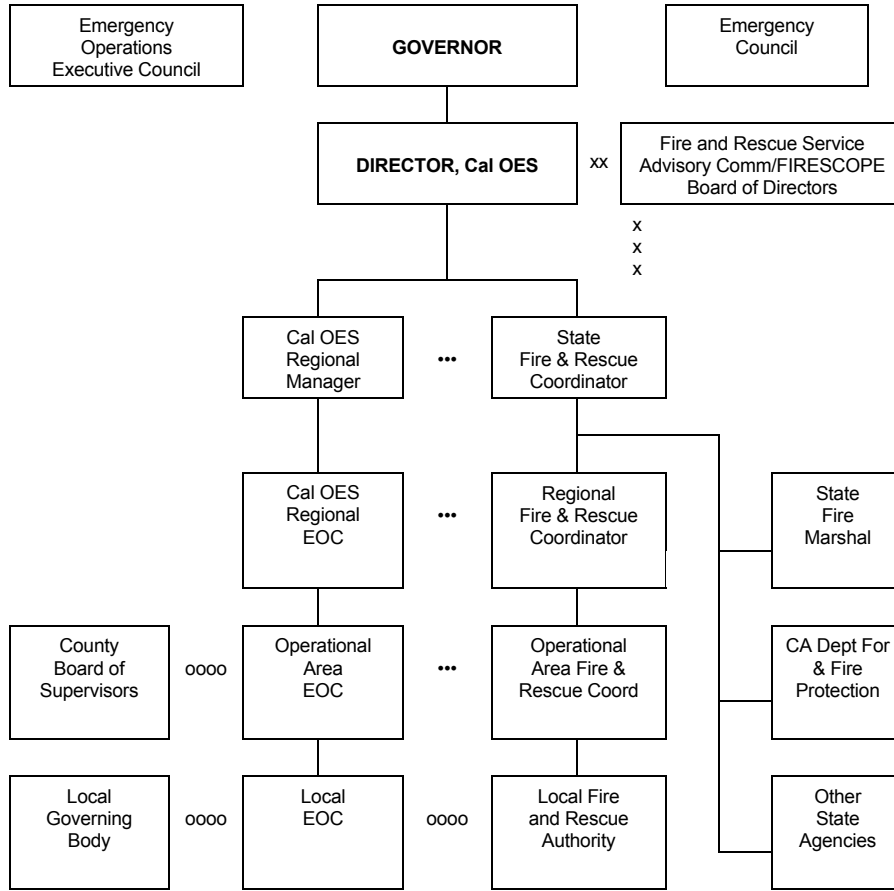 Emergency
Operations
Executive Council
GOVERNOR
Emergency
Council
DIRECTOR, Cal OES
xx
Fire and Rescue Service
Advisory Comm/FIRESCOPE
Board of Directors
x
x
x
Cal OES
Regional
Manager
•••
State
Fire & Rescue
Coordinator
Cal OES
Regional
EOC
•••
Regional
Fire & Rescue
Coordinator
State
Fire
Marshal
County
Board of
Supervisors
oooo
Operational
Area
EOC
•••
Operational
Area Fire &
Rescue Coord
CA Dept For
& Fire
Protection
Local
Governing
Body
oooo
Local
EOC
oooo
Local Fire
and Rescue
Authority
Other
State
Agencies